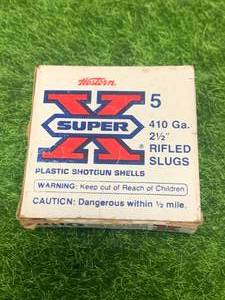 Western
SUPER X
5
410 Ga.
2½"
RIFLED
SLUGS
PLASTIC SHOTGUN SHELLS
WARNING: Keep out of Reach of Children
CAUTION: Dangerous within ½ mile.